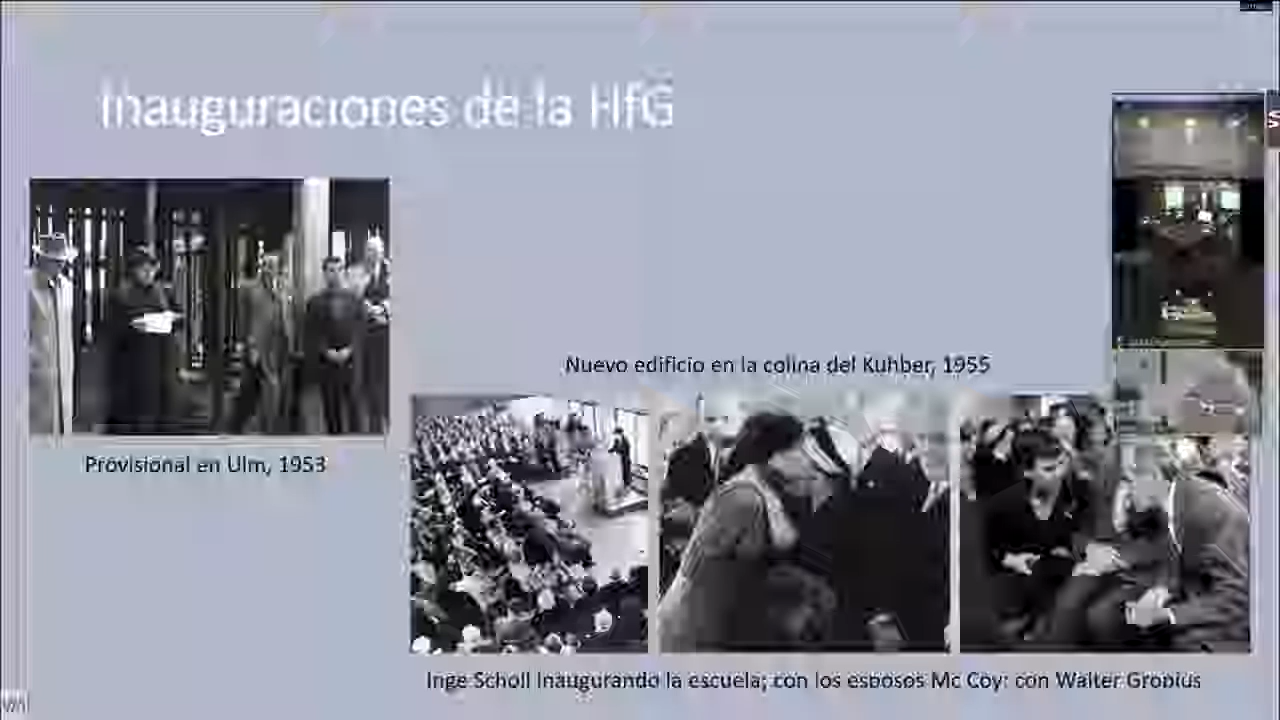 Inauguraciones de la HfG
Nuevo edificio en la colina del Kuhber, 1955
Provisional en Ulm, 1953
Inge Scholl inaugurando la escuela; con los esposos Mc Coy; con Walter Gropius